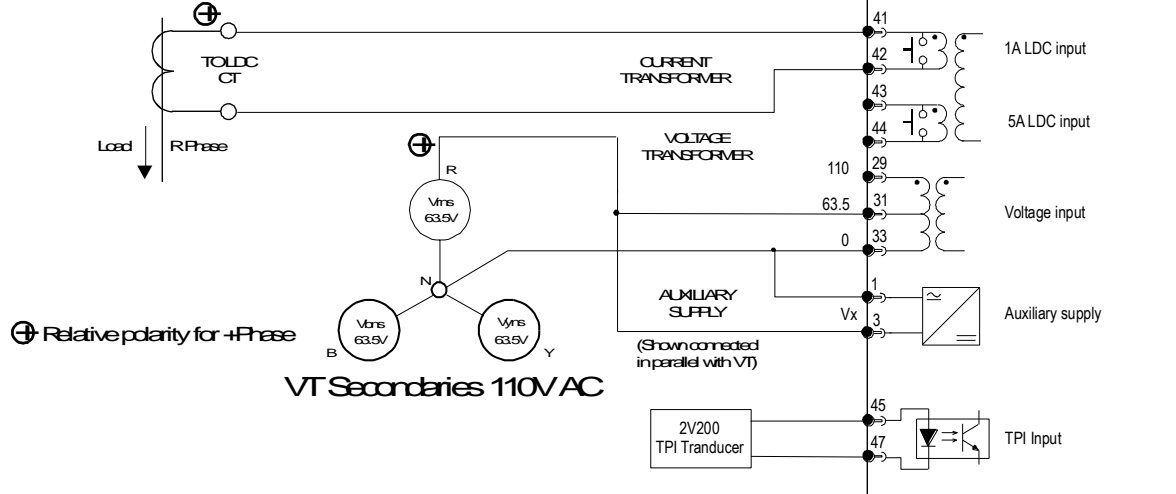 41
TO LDC
CT
CURRENT
TRANSFORMER
42
1A LDC input
43
44
5A LDC input
Load
R Phase
VOLTAGE
TRANSFORMER
R
110
29
Vrns
63.5V
63.5
31
Voltage input
0
33
N
AUXILIARY
SUPPLY
1
Vx
3
Auxiliary supply
Relative polarity for +Phase
Vbns
63.5V
B
Vyns
63.5V
Y
(Shown connected
in parallel with VT)
VT Secondaries 110V AC
2V200
TPI Tranducer
45
47
TPI Input